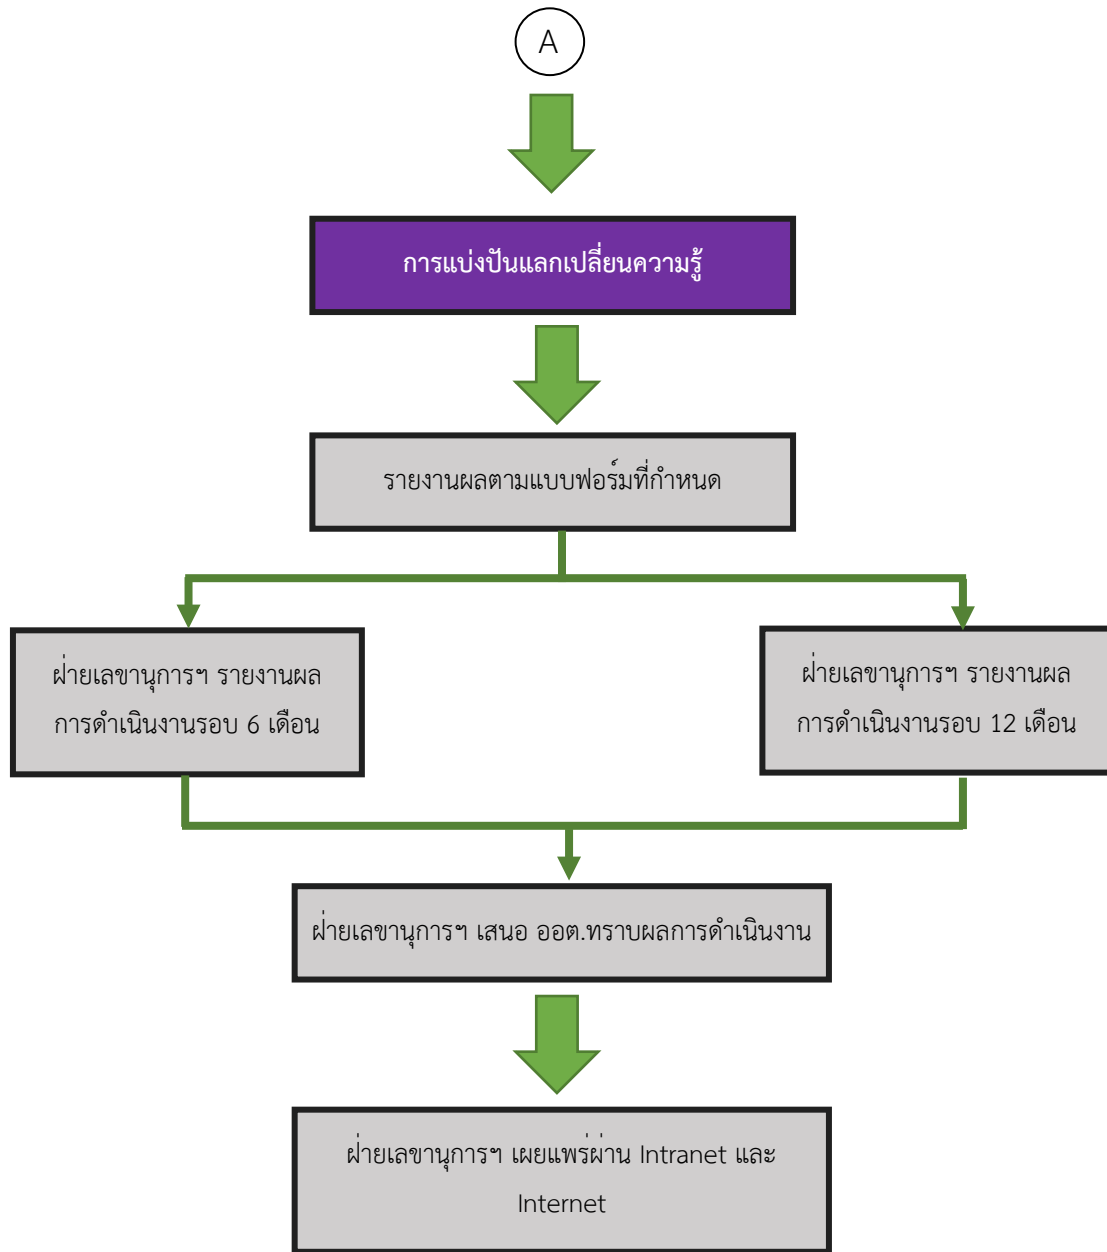 A
การแบ่งปันแลกเปลี่ยนความรู้
รายงานผลตามแบบฟอร์มที่กำหนด
ฝ่ายเลขานุการฯ รายงานผล
การดำเนินงานรอบ 6 เดือน
ฝ่ายเลขานุการฯ รายงานผล
การดำเนินงานรอบ 12 เดือน
ฝ่ายเลขานุการฯ เสนอ ออต.ทราบผลการดำเนินงาน
ฝ่ายเลขานุการฯ เผยแพร่ผ่าน Intranet และ
Internet